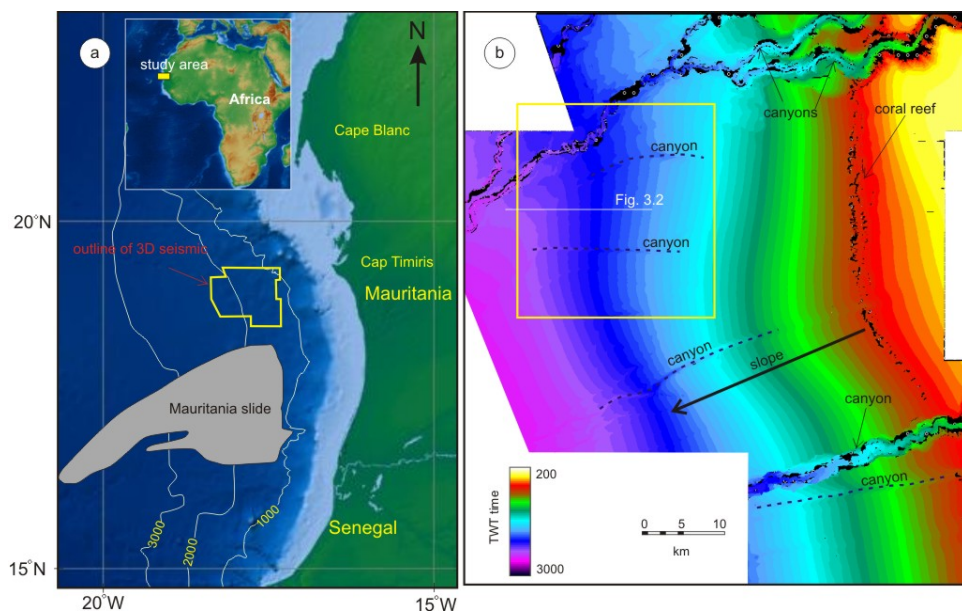 a
N
study area
Africa
Cape Blanc
20°N
outline of 3D seismic
Cap Timiris
Mauritania
Mauritania slide
Senegal
3000
2000
1000
15°N
20°W
15°W
b
canyons
coral reef
canyon
Fig. 3.2
canyon
canyon
slope
canyon
canyon
TWT time
200
3000
0 5 10
km